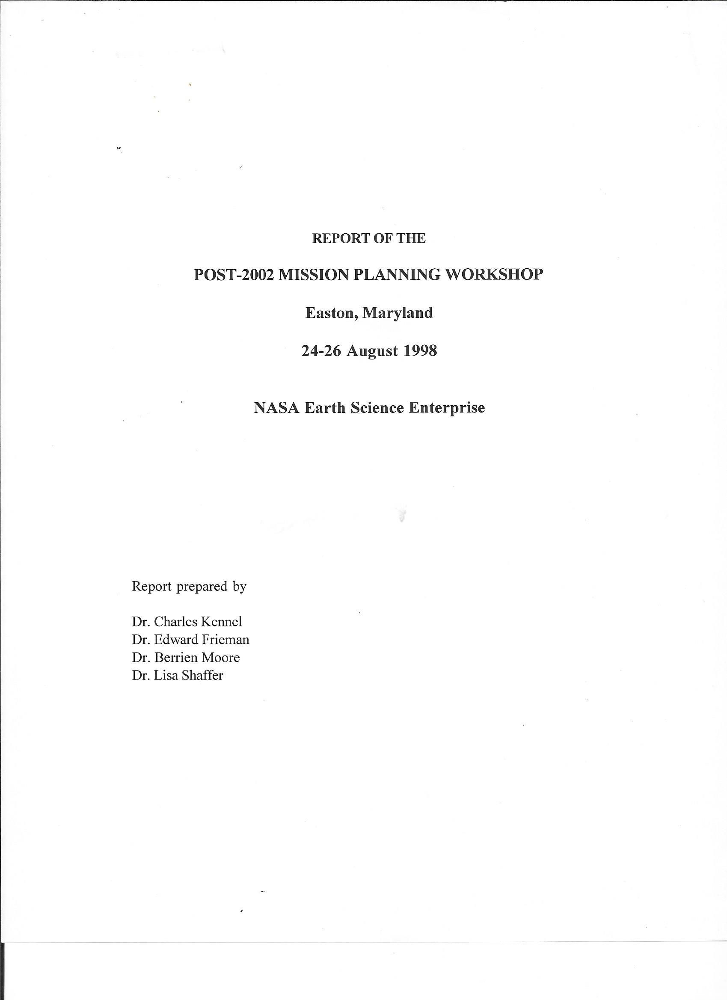 REPORT OF THE
POST-2002 MISSION PLANNING WORKSHOP
Easton, Maryland
24-26 August 1998
NASA Earth Science Enterprise
Report prepared by
Dr. Charles Kennel
Dr. Edward Frieman
Dr. Berrien Moore
Dr. Lisa Shaffer